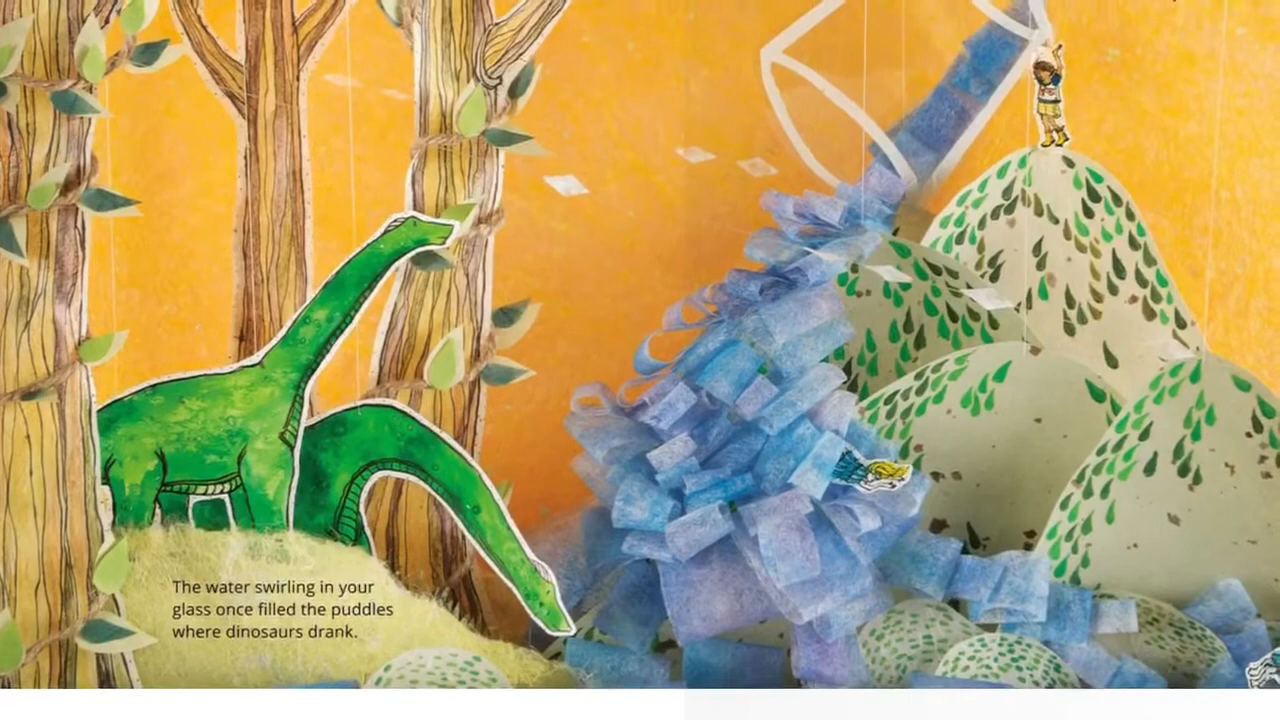 The water swirling in your
glass once filled the puddles
where dinosaurs drank.